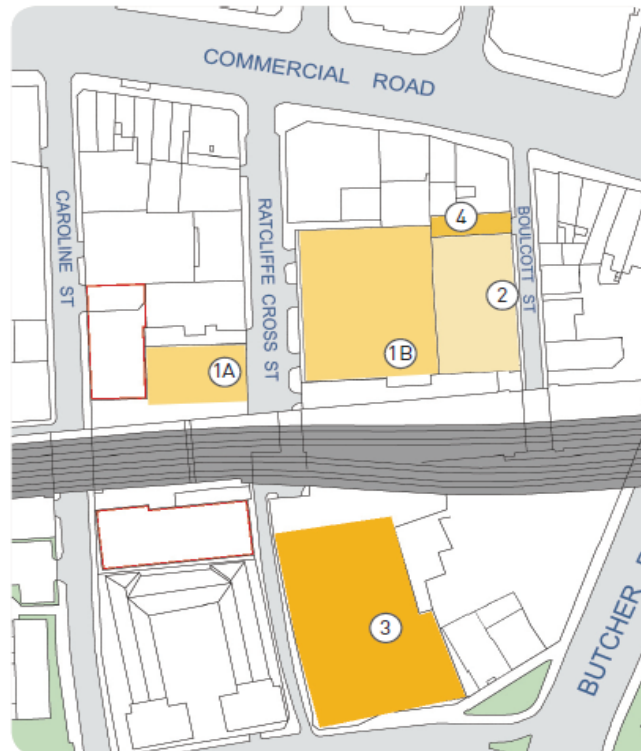 COMMERCIAL ROAD
CAROLINE ST
RATCLIFFE CROSS ST
BOULCOTT ST
4
2
1B
1A
3
BUTCHER